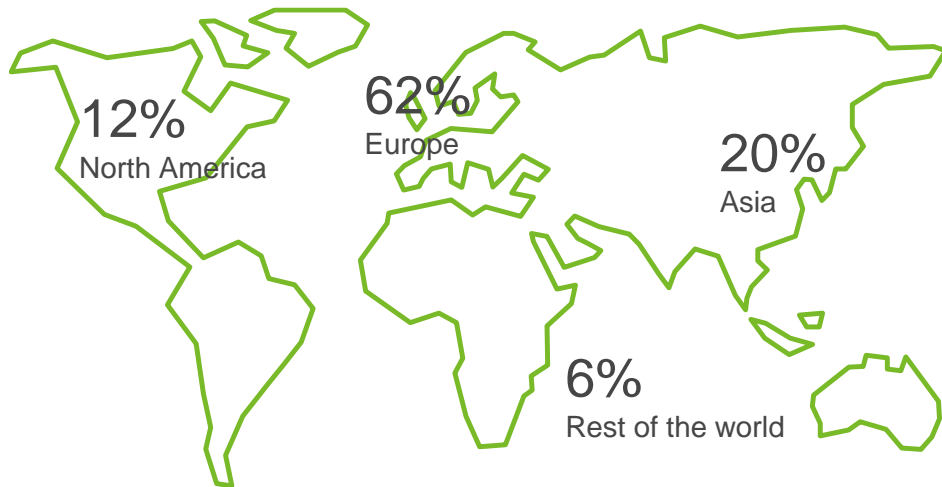 12%
North America
62%
Europe
20%
Asia
6%
Rest of the world